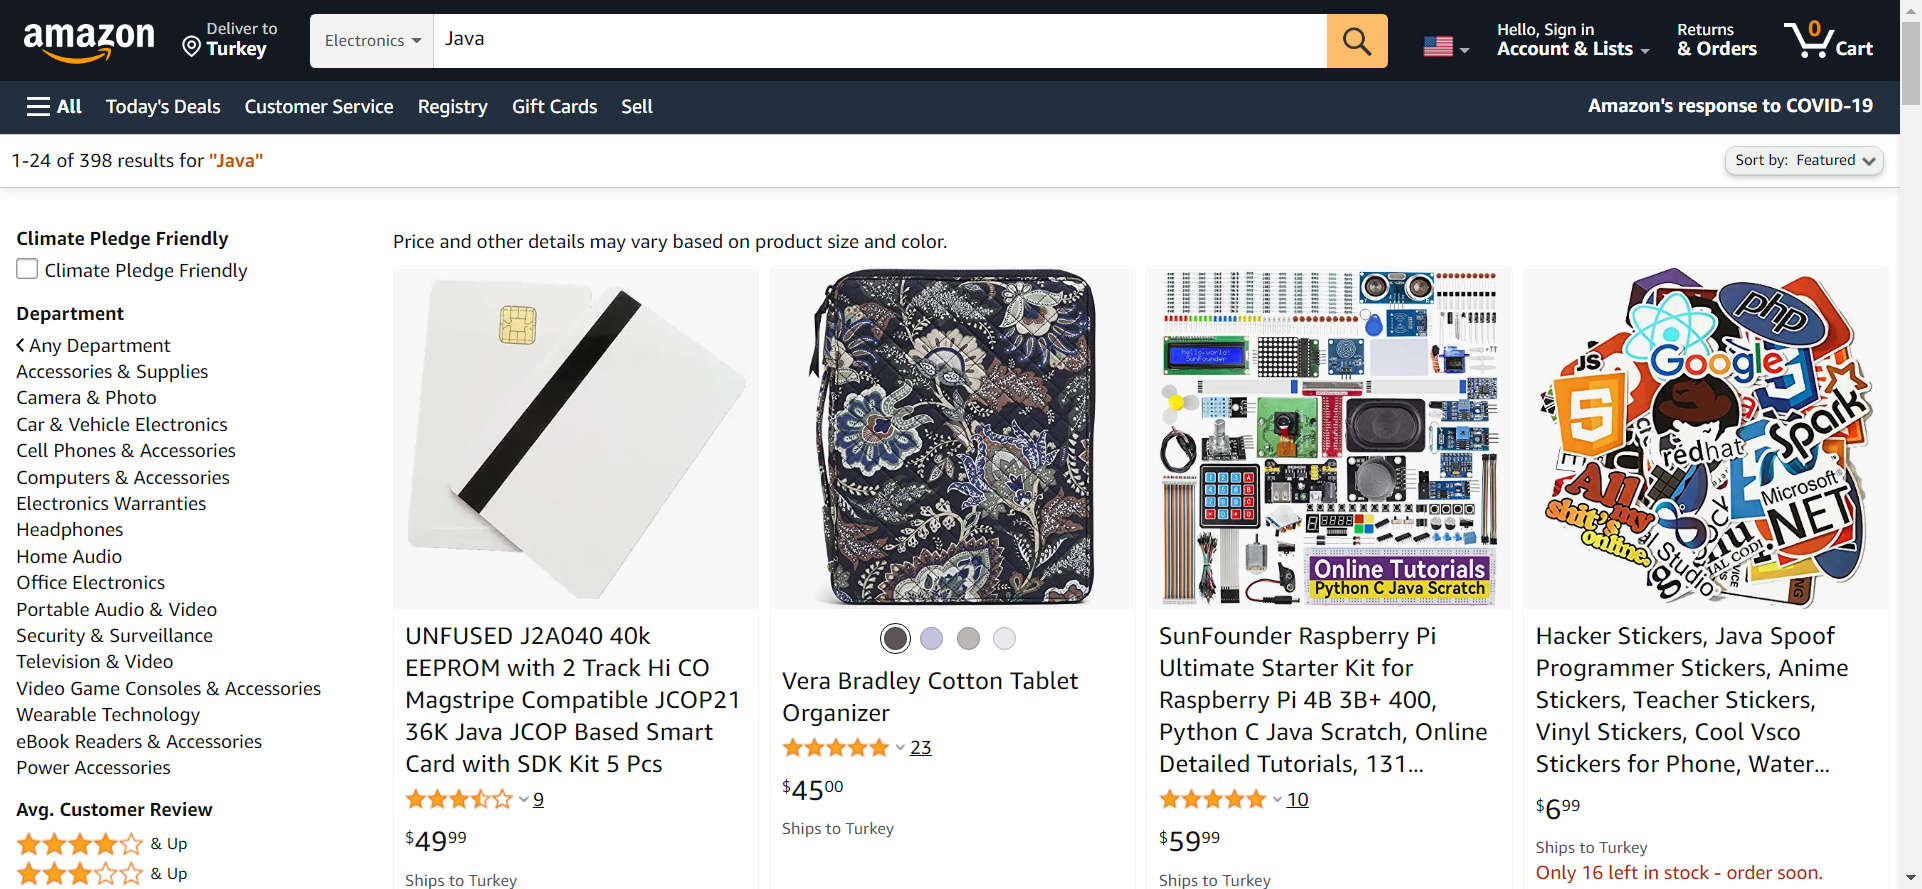 amazon
Deliver to
Turkey
Electronics
Java
Hello, Sign in
Account & Lists
Returns
& Orders
0
Cart
All
Today's Deals
Customer Service
Registry
Gift Cards
Sell
Amazon's response to COVID-19
1-24 of 398 results for "Java"
Sort by: Featured
Climate Pledge Friendly
Climate Pledge Friendly
Department
Any Department
Accessories & Supplies
Camera & Photo
Car & Vehicle Electronics
Cell Phones & Accessories
Computers & Accessories
Electronics Warranties
Headphones
Home Audio
Office Electronics
Portable Audio & Video
Security & Surveillance
Television & Video
Video Game Consoles & Accessories
Wearable Technology
eBook Readers & Accessories
Power Accessories
Avg. Customer Review
& Up
& Up
Price and other details may vary based on product size and color.
UNFUSED J2A040 40k
EEPROM with 2 Track Hi CO
Magstripe Compatible JCOP21
36K Java JCOP Based Smart
Card with SDK Kit 5 Pcs
9
$4999
Ships to Turkey
Vera Bradley Cotton Tablet
Organizer
23
$4500
Ships to Turkey
hello, world!
SunFounder
Online Tutorials
Python C Java Scratch
SunFounder Raspberry Pi
Ultimate Starter Kit for
Raspberry Pi 4B 3B+ 400,
Python C Java Scratch, Online
Detailed Tutorials, 131...
10
$5999
Ships to Turkey
php
JS
Google
Spark
redhat
Microsoft
.NET
All my
shit's
online.
Hacker Stickers, Java Spoof
Programmer Stickers, Anime
Stickers, Teacher Stickers,
Vinyl Stickers, Cool Vsco
Stickers for Phone, Water...
$699
Ships to Turkey
Only 16 left in stock - order soon.